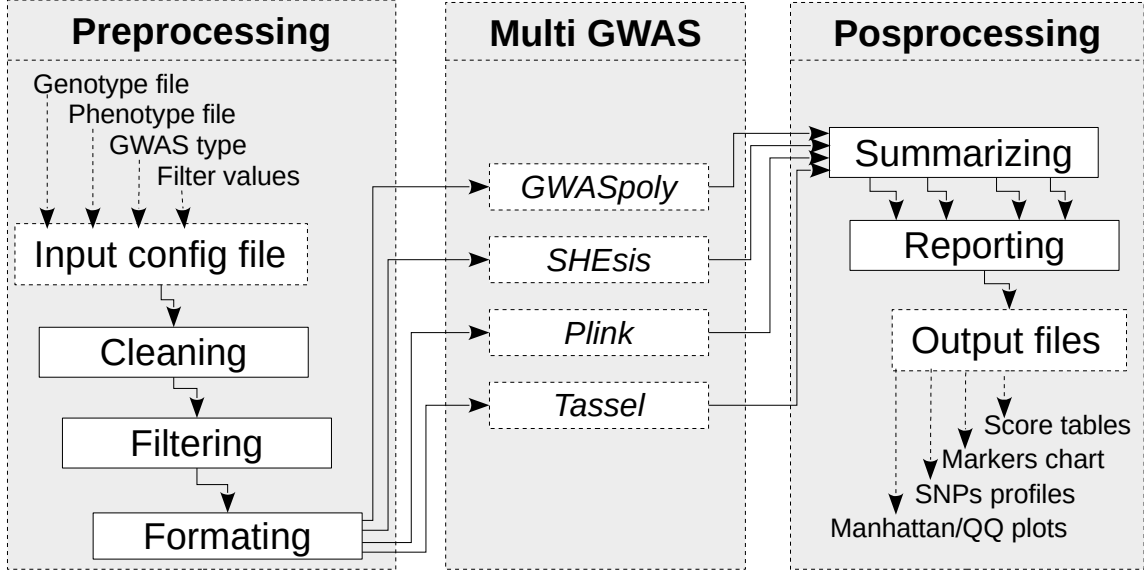 Preprocessing
Genotype file
Phenotype file
GWAS type
Filter values
Input config file
Cleaning
Filtering
Formating
Multi GWAS
GWASpoly
SHEsis
Plink
Tassel
Posprocessing
Summarizing
Reporting
Output files
Score tables
Markers chart
SNPs profiles
Manhattan/QQ plots